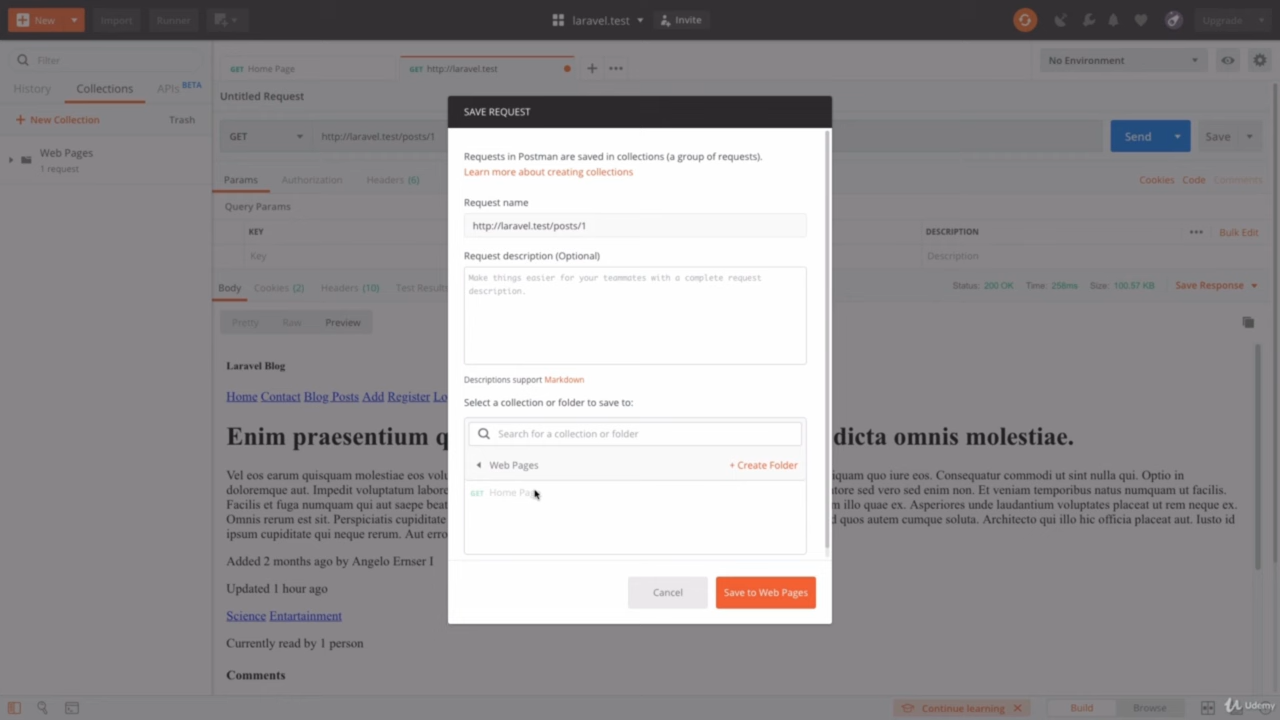 New
Import
Runner
laravel.test
Invite
Upgrade
Filter
GET Home Page
GET http://laravel.test
No Environment
History
Collections
APIs BETA
Untitled Request
New Collection
Trash
SAVE REQUEST
GET
http://laravel.test/posts/1
Send
Save
Web Pages
1 request
Requests in Postman are saved in collections (a group of requests).
Learn more about creating collections
Params
Authorization
Headers (6)
Cookies
Code
Comments
Request name
Query Params
http://laravel.test/posts/1
KEY
DESCRIPTION
Bulk Edit
Key
Description
Request description (Optional)
Make things easier for your teammates with a complete request
description.
Body
Cookies (2)
Headers (10)
Test Results
Status: 200 OK
Time: 258ms
Size: 100.97 KB
Save Response
Pretty
Raw
Preview
Laravel Blog
Descriptions support Markdown
Home Contact Blog Posts Add Register Lo
Select a collection or folder to save to:
Search for a collection or folder
Enim praesentium q
dicta omnis molestiae.
Web Pages
+ Create Folder
GET Home Pa
Vel eos earum quisquam molestiae eos volu
quam quo iure eos. Consequatur commodi ut sint nulla qui. Optio in
doloremque aut. Impedit voluptatum labore
tore sed vero sed enim non. Et veniam temporibus natus numquam ut facilis.
Facilis et fuga numquam qui aut saepe beat
m illo quae ex. Asperiores unde laudantium voluptates placeat ut rem neque ex.
Omnis rerum est sit. Perspiciatis cupiditate
d quos autem cumque soluta. Architecto qui illo hic officia placeat aut. Iusto id
ipsum cupiditate qui neque rerum. Aut erro
Added 2 months ago by Angelo Ernser I
Updated 1 hour ago
Cancel
Save to Web Pages
Science Entartainment
Currently read by 1 person
Comments
Continue learning
Build
Browse
Udemy